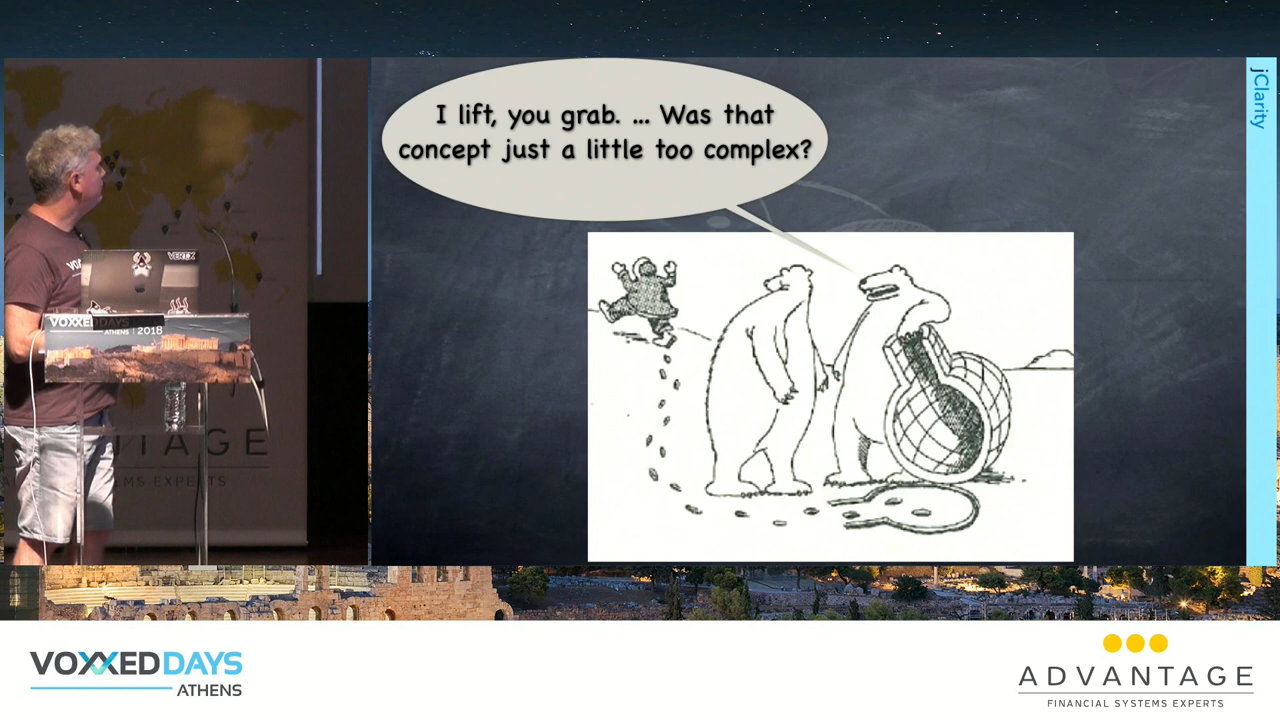 I lift, you grab. ... Was that
concept just a little too complex?
jClarity
VERT.X
VOXXED DAYS
ATHENS | 2018
VOXXEDDAYS
ATHENS
ADVANTAGE
FINANCIAL SYSTEMS EXPERTS